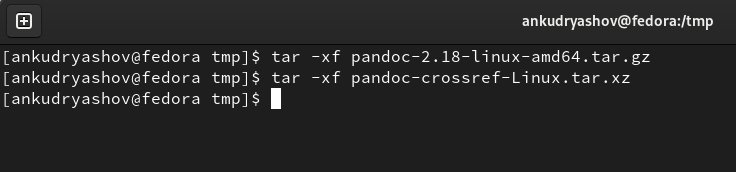 ankudryashov@fedora:/tmp
[ankudryashov@fedora tmp]$ tar -xf pandoc-2.18-linux-amd64.tar.gz
[ankudryashov@fedora tmp]$ tar -xf pandoc-crossref-Linux.tar.xz
[ankudryashov@fedora tmp]$